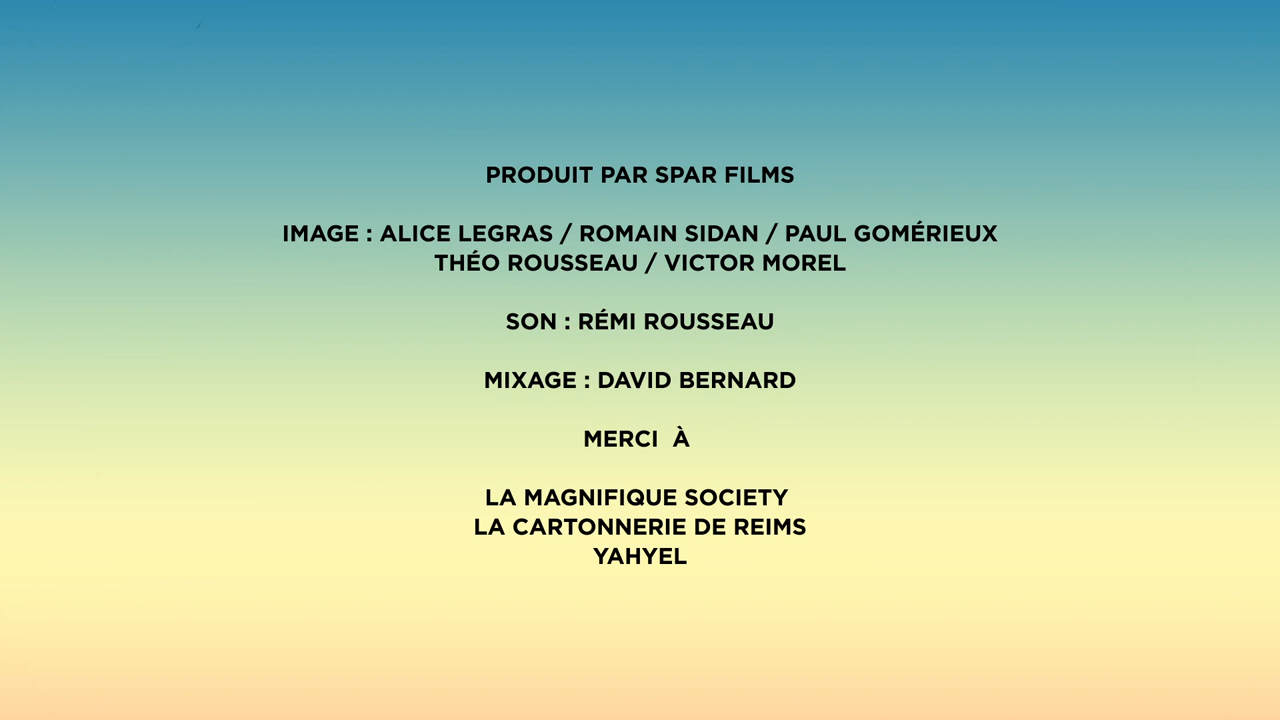 PRODUIT PAR SPAR FILMS
IMAGE : ALICE LEGRAS / ROMAIN SIDAN / PAUL GOMÉRIEUX
THÉO ROUSSEAU / VICTOR MOREL
SON : RÉMI ROUSSEAU
MIXAGE : DAVID BERNARD
MERCI À
LA MAGNIFIQUE SOCIETY
LA CARTONNERIE DE REIMS
YAHYEL